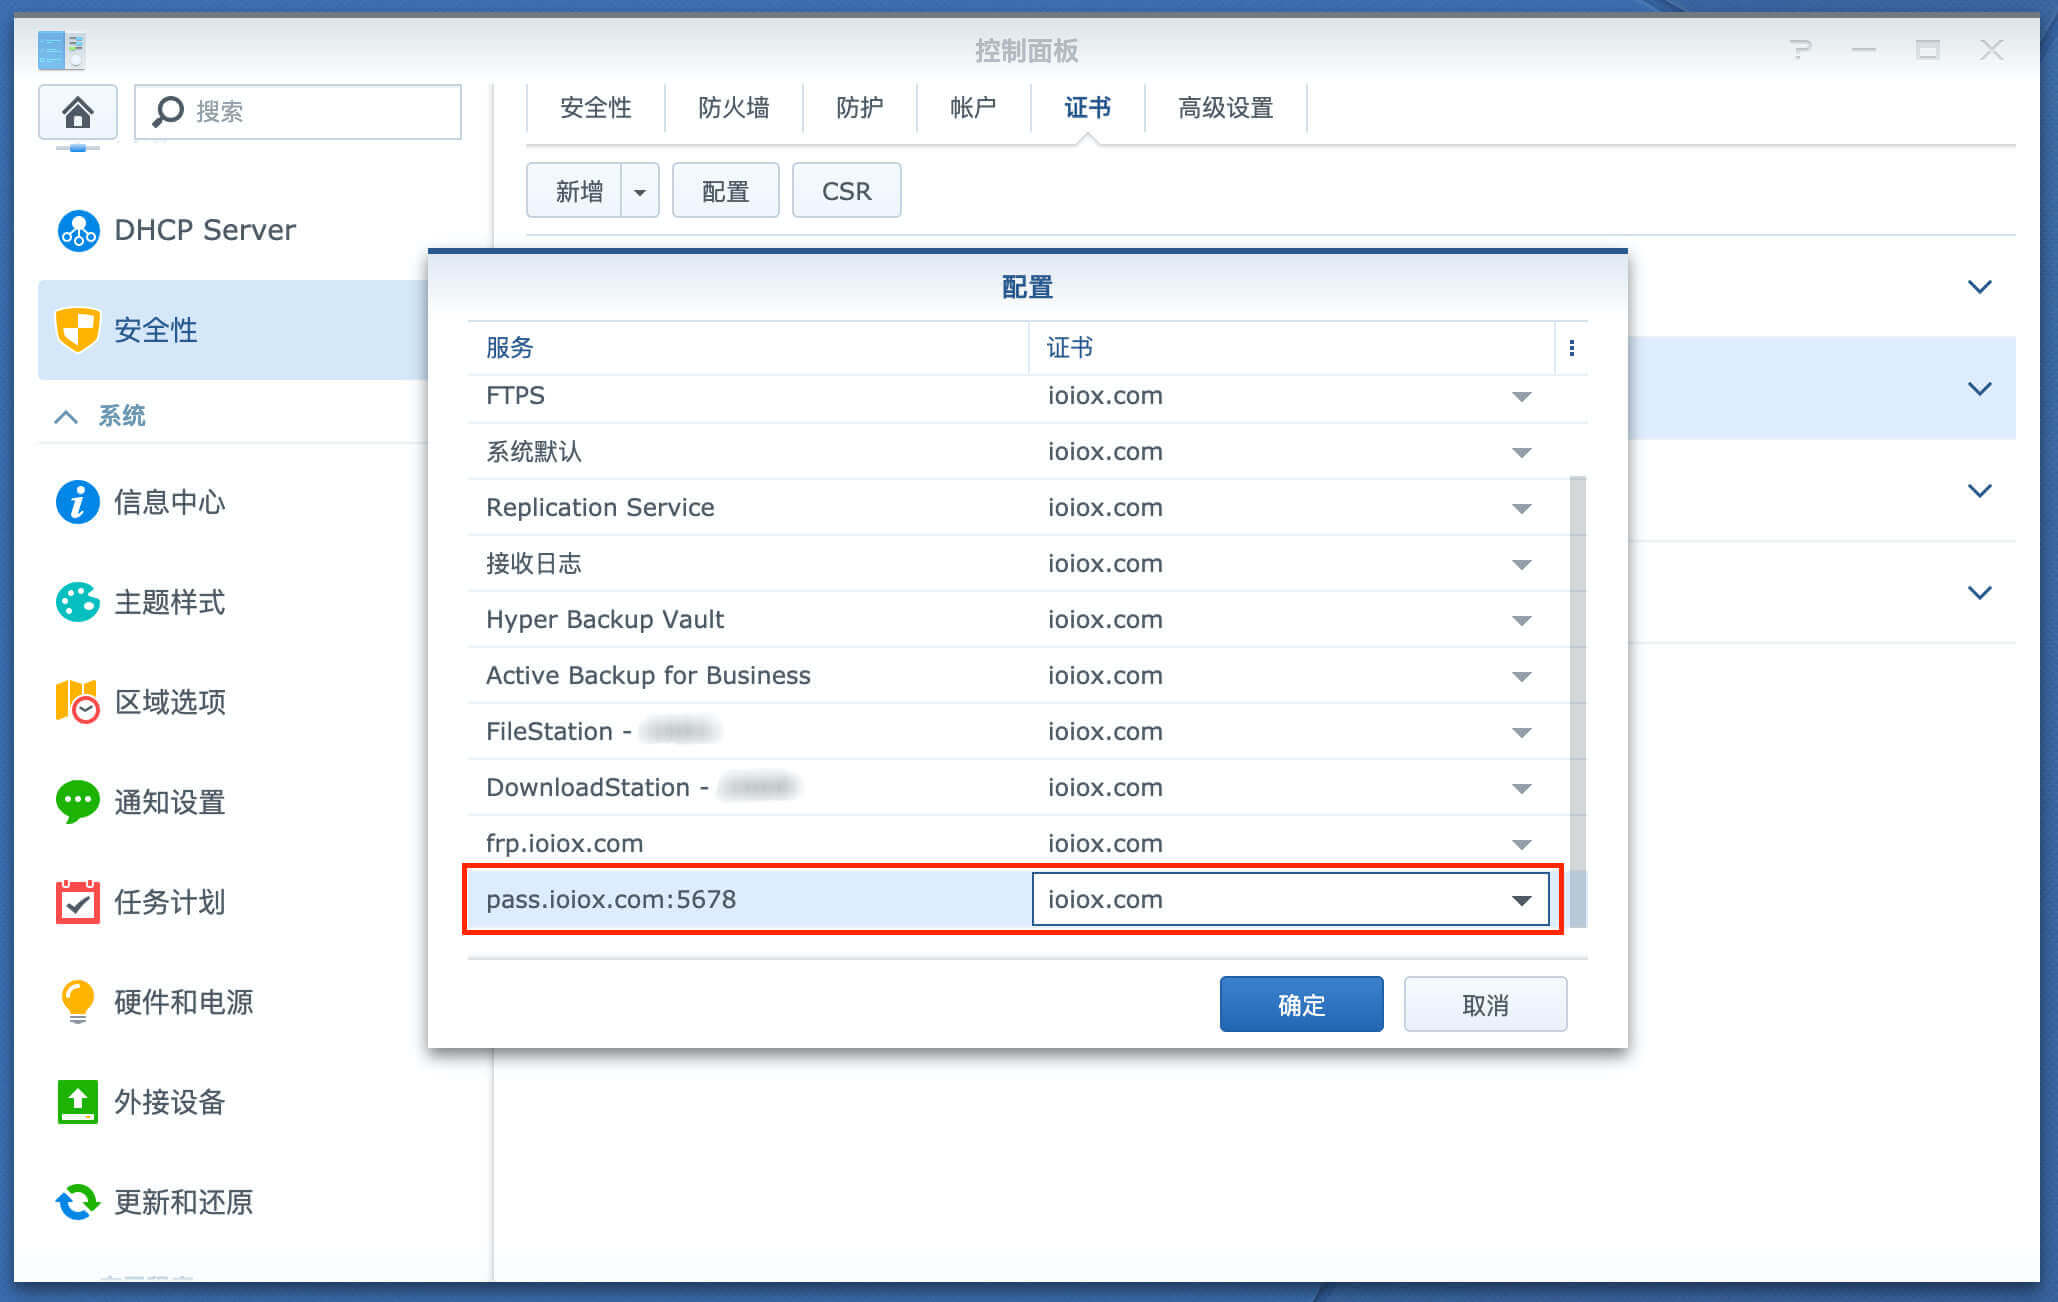 控制面板
搜索
安全性
防火墙
防护
帐户
证书
高级设置
新增
配置
CSR
DHCP Server
安全性
系统
信息中心
主题样式
区域选项
通知设置
任务计划
硬件和电源
外接设备
更新和还原
配置
服务 证书
FTPS ioiox.com
系统默认 ioiox.com
Replication Service ioiox.com
接收日志 ioiox.com
Hyper Backup Vault ioiox.com
Active Backup for Business ioiox.com
FileStation - ioiox.com
DownloadStation - ioiox.com
frp.ioiox.com ioiox.com
pass.ioiox.com:5678 ioiox.com
确定 取消